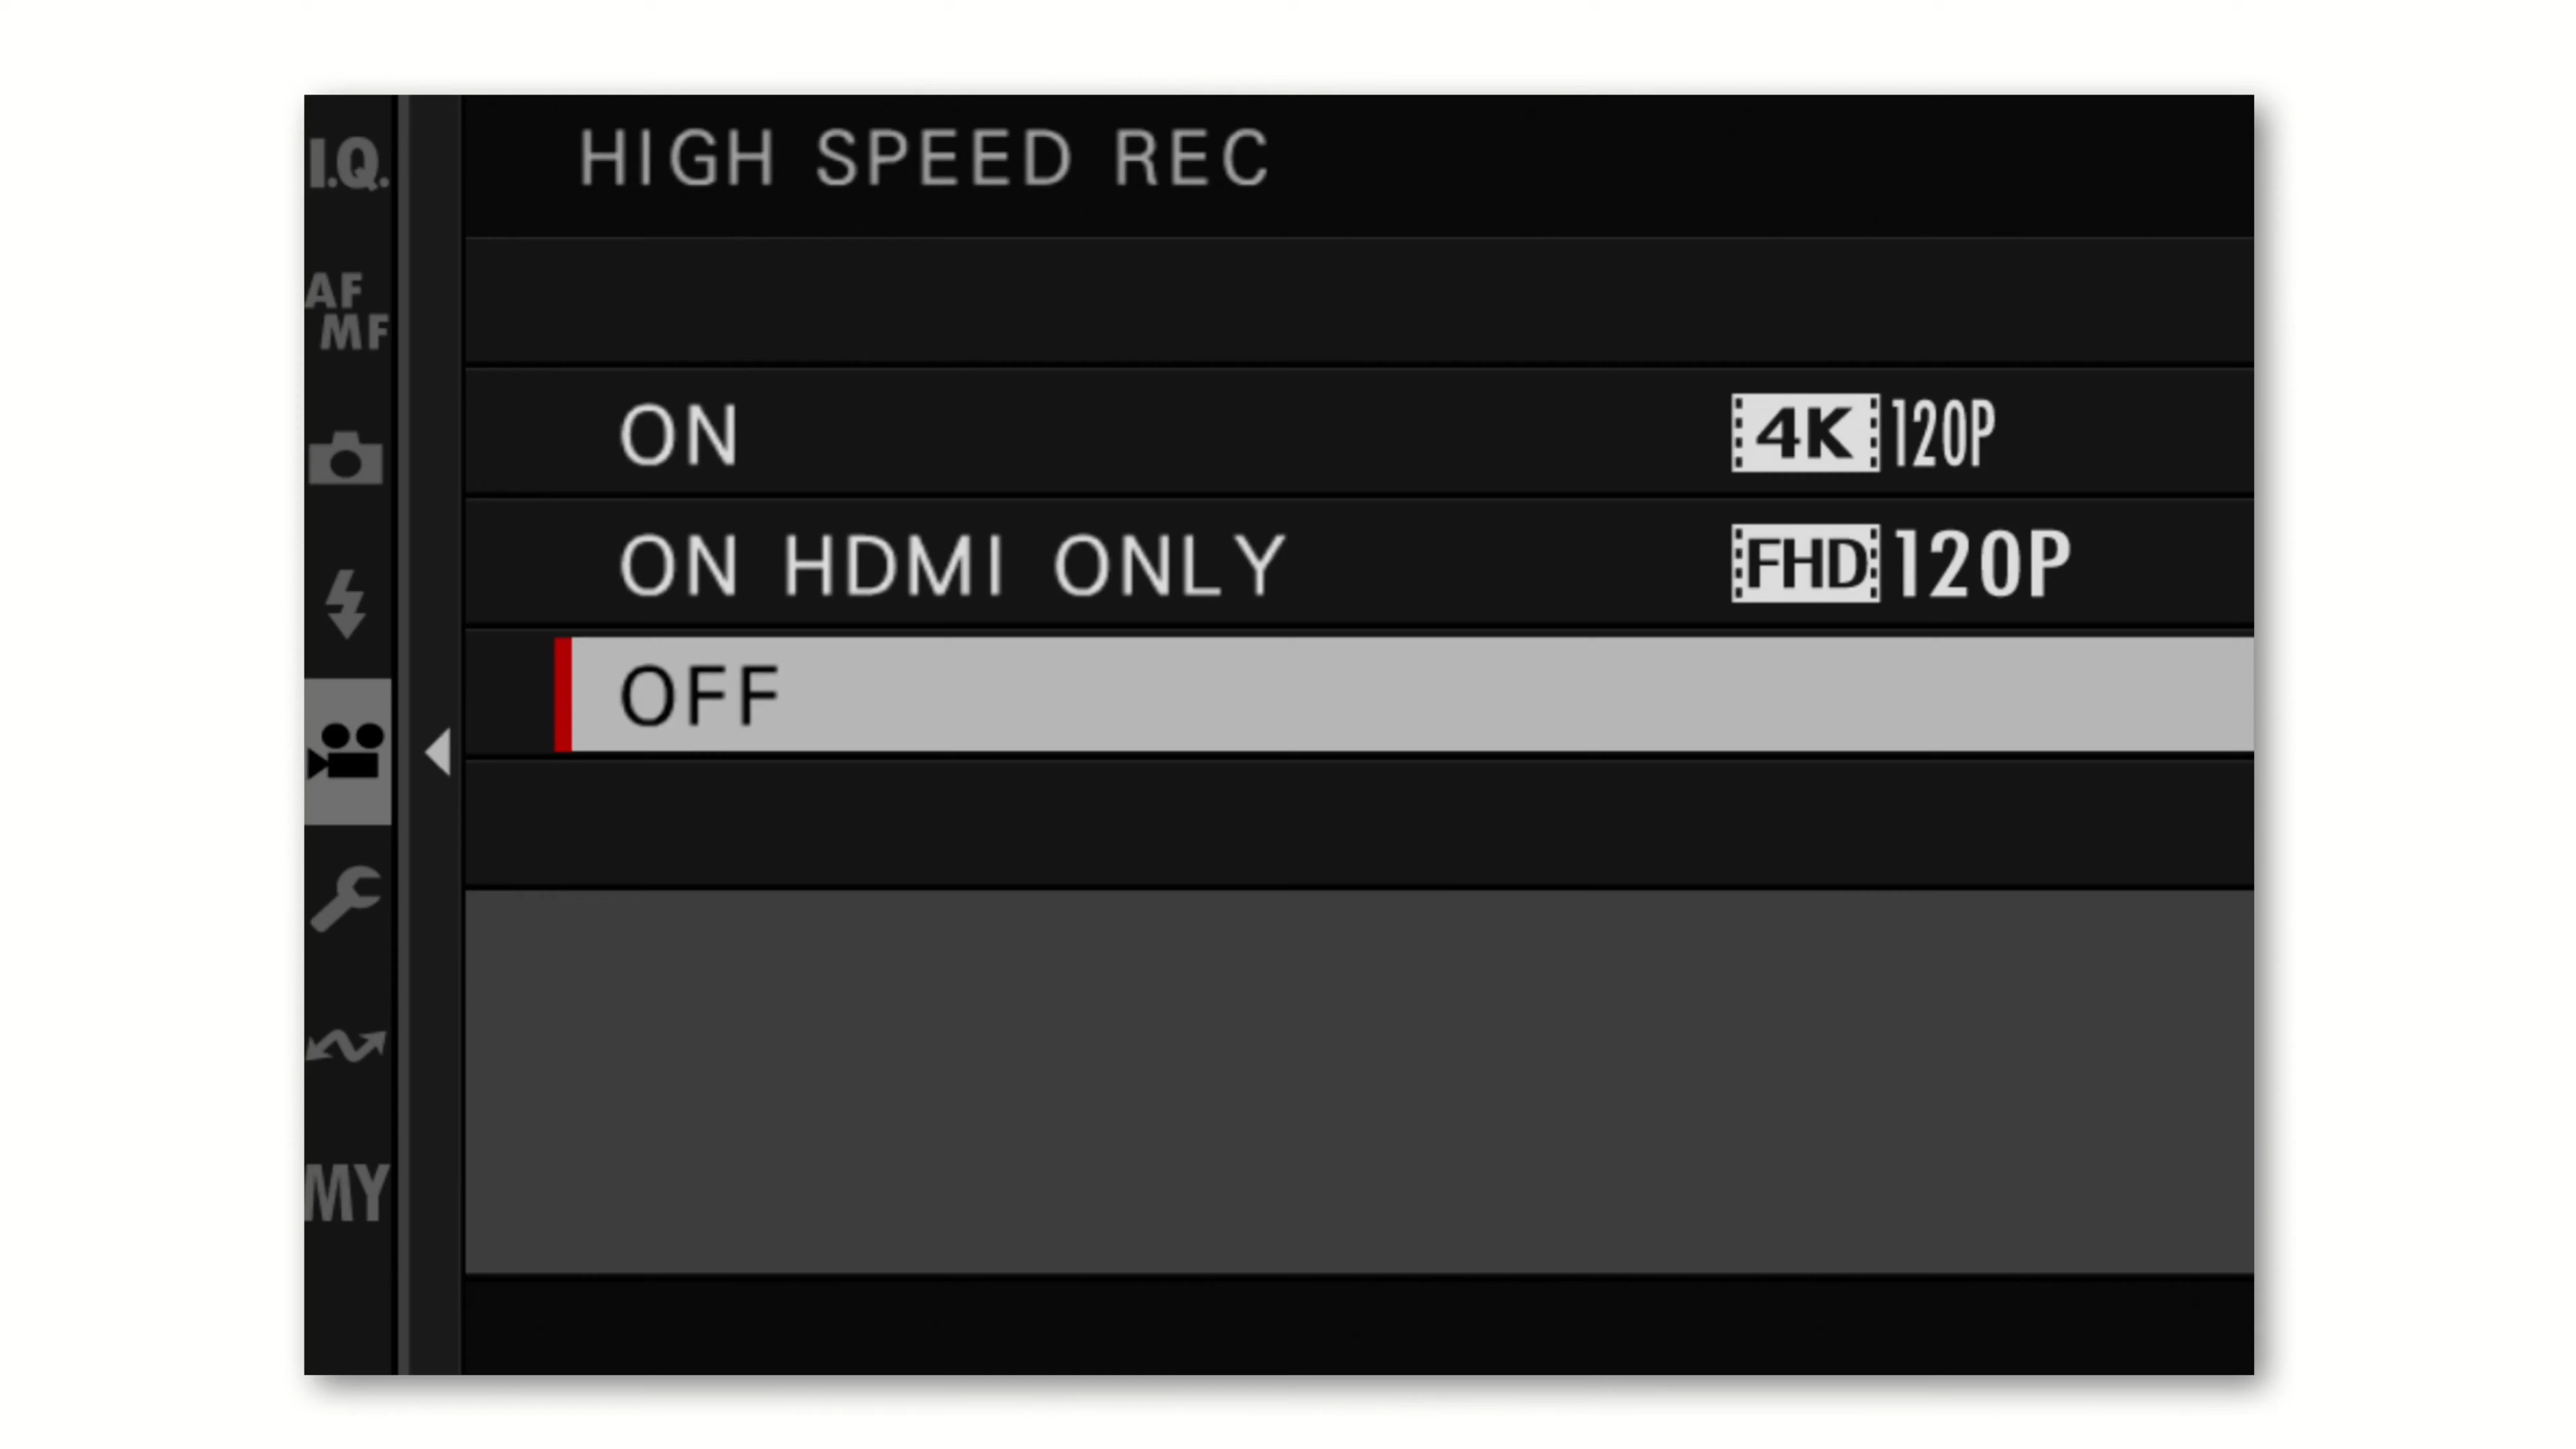 I.Q.
HIGH SPEED REC
AF
MF
ON 4K 120P
ON HDMI ONLY FHD 120P
OFF
MY